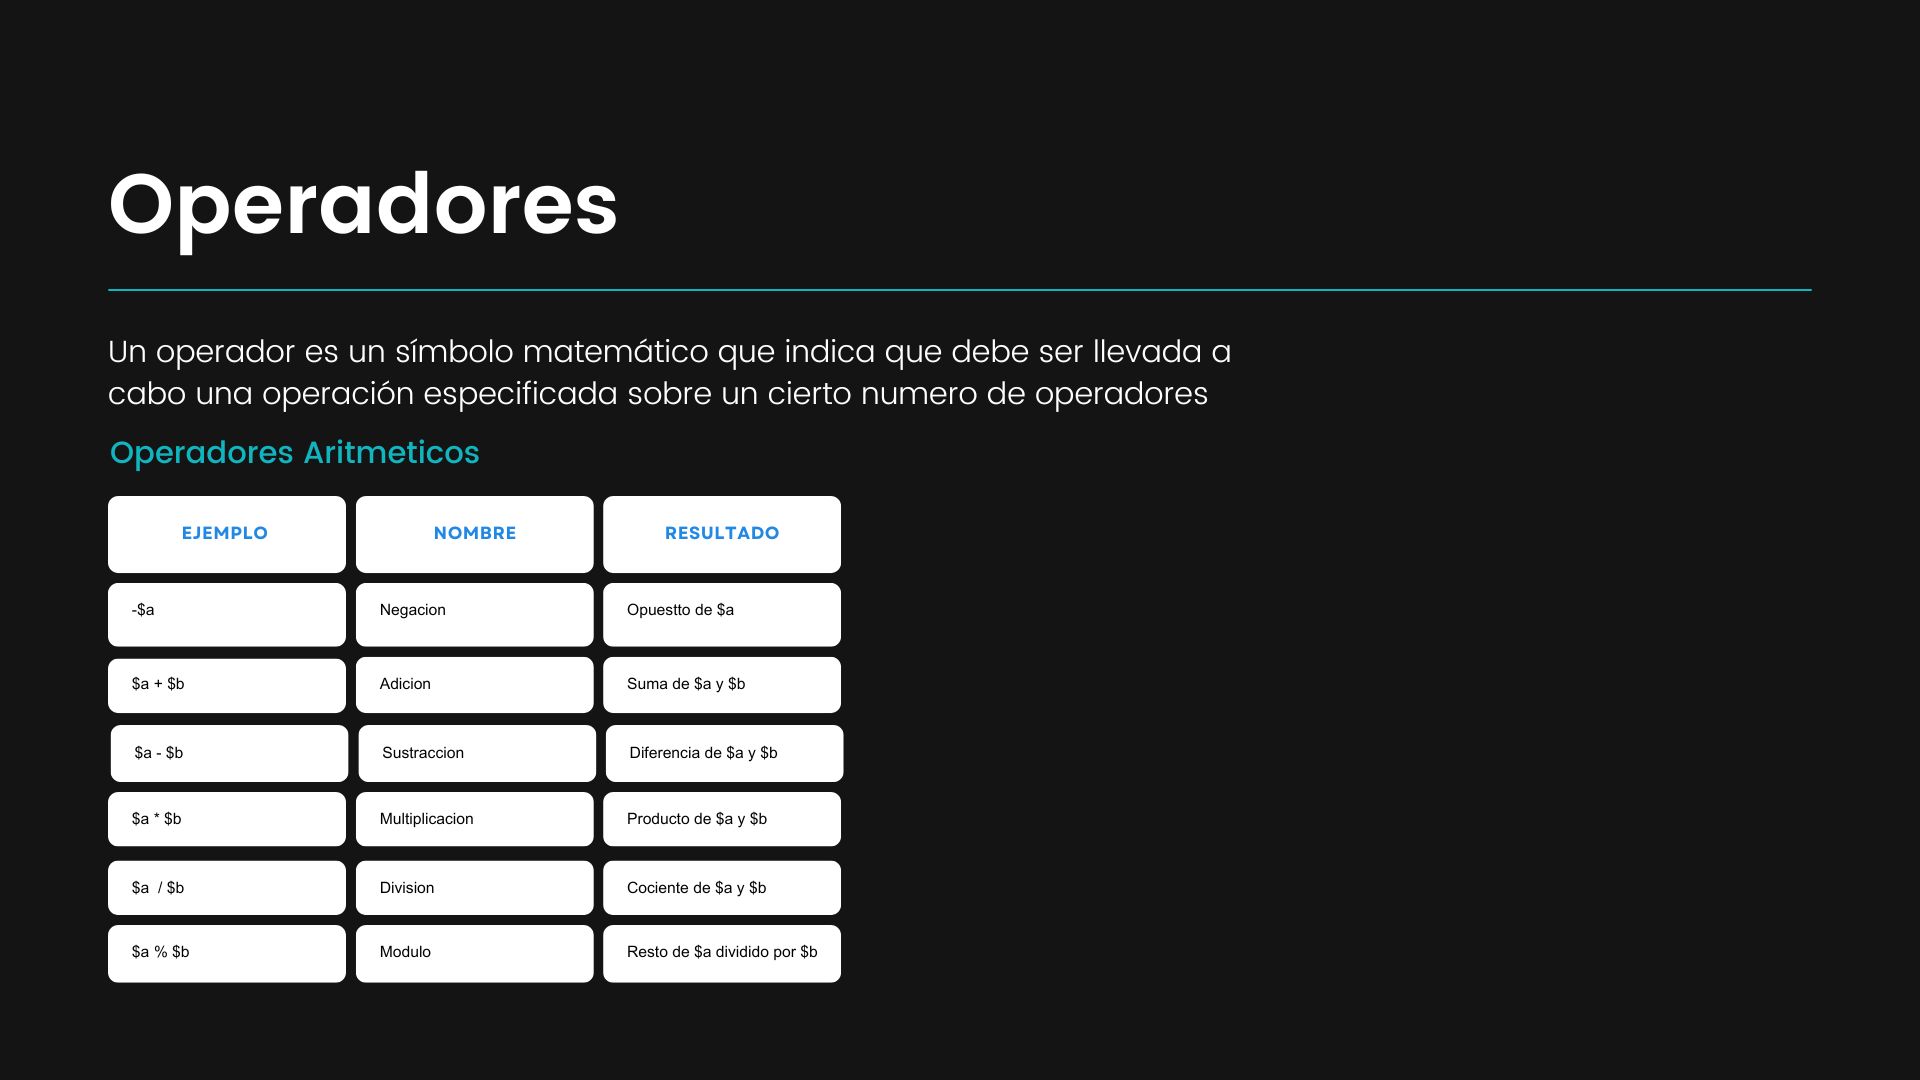 Operadores
Un operador es un símbolo matemático que indica que debe ser llevada a
cabo una operación especificada sobre un cierto numero de operadores
Operadores Aritmeticos
EJEMPLO NOMBRE RESULTADO
-$a Negacion Opuestto de $a
$a + $b Adicion Suma de $a y $b
$a - $b Sustraccion Diferencia de $a y $b
$a * $b Multiplicacion Producto de $a y $b
$a  / $b Division Cociente de $a y $b
$a % $b Modulo Resto de $a dividido por $b